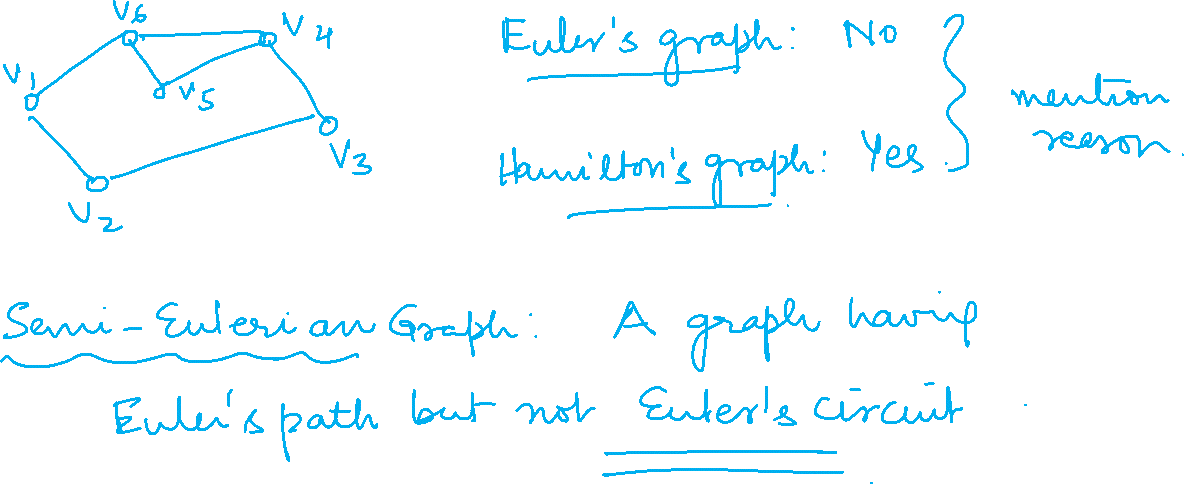 V6
V4
V1
V5
V3
V2
Euler's graph: No
Hamilton's graph: Yes.
mention
reason.
Semi-Eulerian Graph: A graph having
Euler's path but not Euler's circuit.